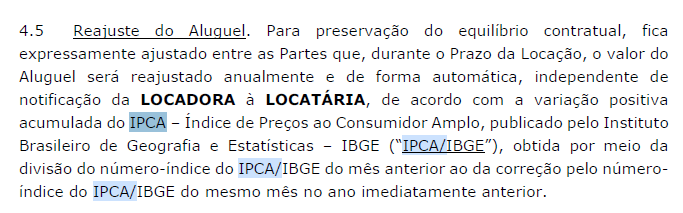 4.5 Reajuste do Aluguel. Para preservação do equilíbrio contratual, fica
expressamente ajustado entre as Partes que, durante o Prazo da Locação, o valor do
Aluguel será reajustado anualmente e de forma automática, independente de
notificação da LOCADORA à LOCATÁRIA, de acordo com a variação positiva
acumulada do IPCA – Índice de Preços ao Consumidor Amplo, publicado pelo Instituto
Brasileiro de Geografia e Estatísticas – IBGE (“IPCA/IBGE”), obtida por meio da
divisão do número-índice do IPCA/IBGE do mês anterior ao da correção pelo número-
índice do IPCA/IBGE do mesmo mês no ano imediatamente anterior.